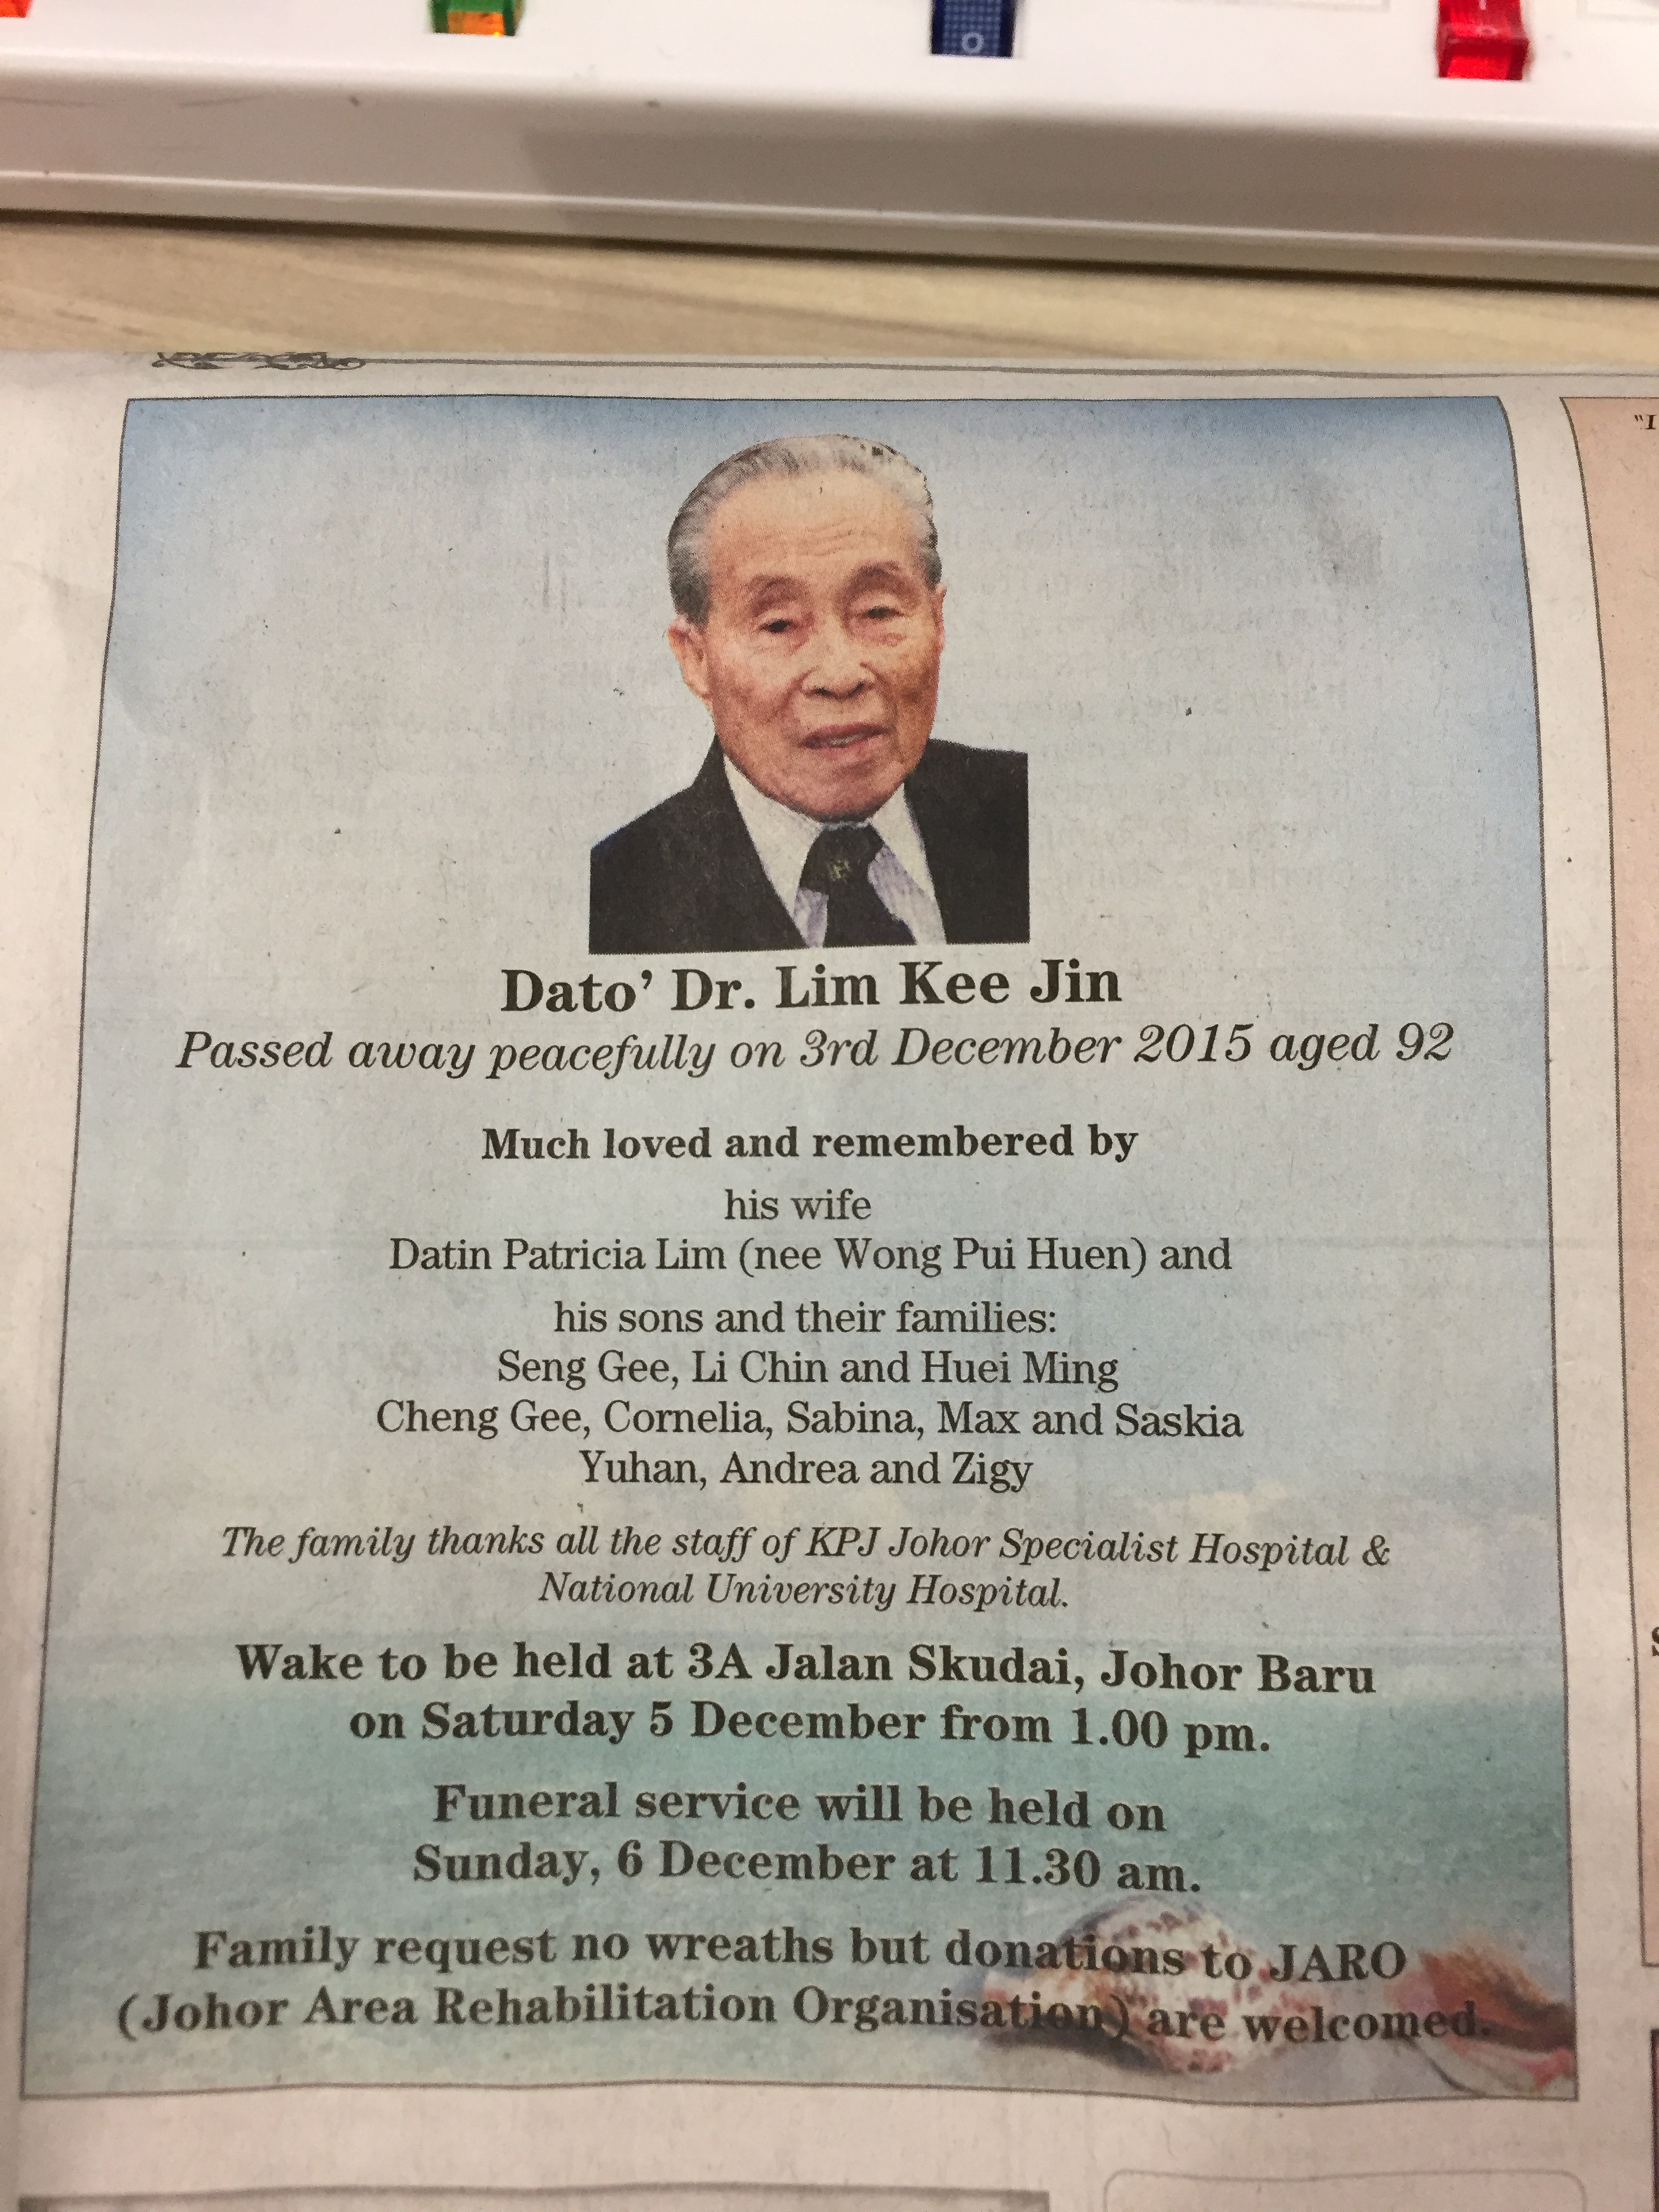 "I
Dato' Dr. Lim Kee Jin
Passed away peacefully on 3rd December 2015 aged 92
Much loved and remembered by
his wife
Datin Patricia Lim (nee Wong Pui Huen) and
his sons and their families:
Seng Gee, Li Chin and Huei Ming
Cheng Gee, Cornelia, Sabina, Max and Saskia
Yuhan, Andrea and Zigy
The family thanks all the staff of KPJ Johor Specialist Hospital &
National University Hospital.
Wake to be held at 3A Jalan Skudai, Johor Baru
on Saturday 5 December from 1.00 pm.
Funeral service will be held on
Sunday, 6 December at 11.30 am.
Family request no wreaths but donations to JARO
(Johor Area Rehabilitation Organisation) are welcomed.